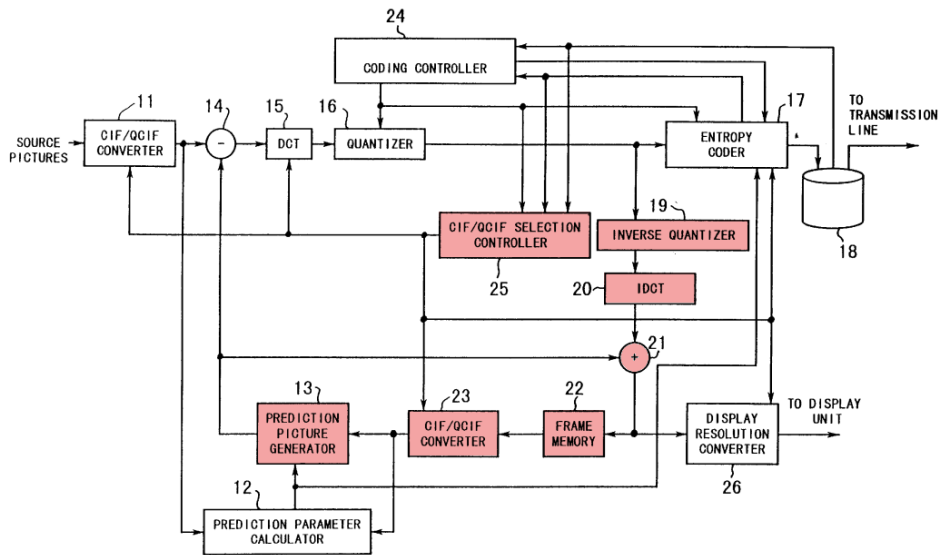 24
CODING CONTROLLER
11
14
15
16
17
TO
TRANSMISSION
LINE
SOURCE
PICTURES
CIF/QCIF
CONVERTER
-
DCT
QUANTIZER
ENTROPY
CODER
18
CIF/QCIF SELECTION
CONTROLLER
25
19
INVERSE QUANTIZER
20
IDCT
21
+
13
PREDICTION
PICTURE
GENERATOR
23
CIF/QCIF
CONVERTER
22
FRAME
MEMORY
DISPLAY
RESOLUTION
CONVERTER
26
TO DISPLAY
UNIT
12
PREDICTION PARAMETER
CALCULATOR